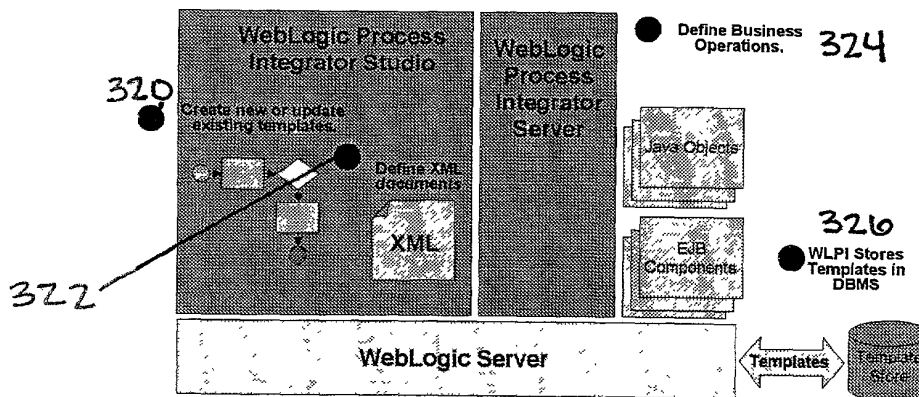 WebLogic Process
Integrator Studio
WebLogic
Process
Integrator
Server
Define Business
Operations.
324
320
Create new or update
existing templates.
Define XML
documents
XML
Java Objects
EJB
Components
326
WLPI Stores
Templates in
DBMS
322
WebLogic Server
Templates
Template
Store